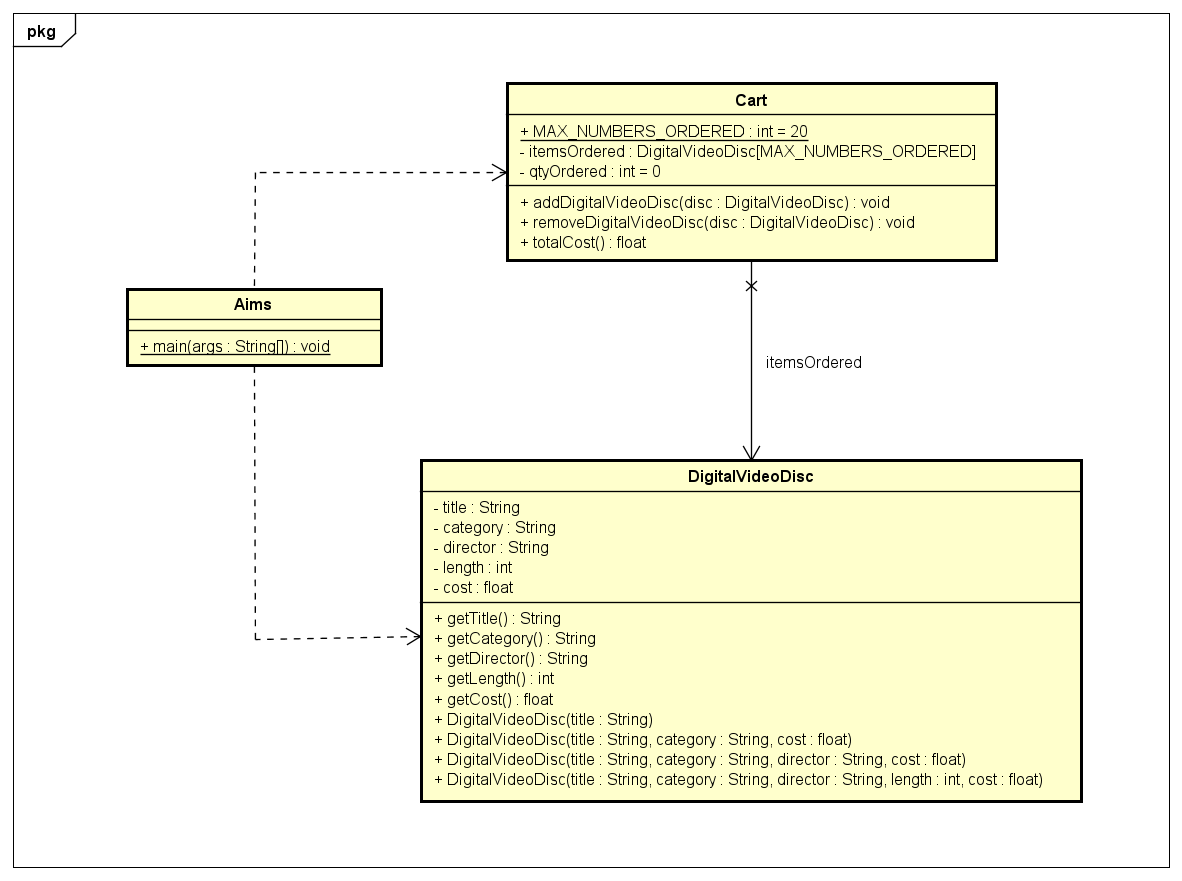 pkg
Cart
+ MAX_NUMBERS_ORDERED : int = 20
- itemsOrdered : DigitalVideoDisc[MAX_NUMBERS_ORDERED]
- qtyOrdered : int = 0
+ addDigitalVideoDisc(disc : DigitalVideoDisc) : void
+ removeDigitalVideoDisc(disc : DigitalVideoDisc) : void
+ totalCost() : float
Aims
+ main(args : String[]) : void
itemsOrdered
DigitalVideoDisc
- title : String
- category : String
- director : String
- length : int
- cost : float
+ getTitle() : String
+ getCategory() : String
+ getDirector() : String
+ getLength() : int
+ getCost() : float
+ DigitalVideoDisc(title : String)
+ DigitalVideoDisc(title : String, category : String, cost : float)
+ DigitalVideoDisc(title : String, category : String, director : String, cost : float)
+ DigitalVideoDisc(title : String, category : String, director : String, length : int, cost : float)